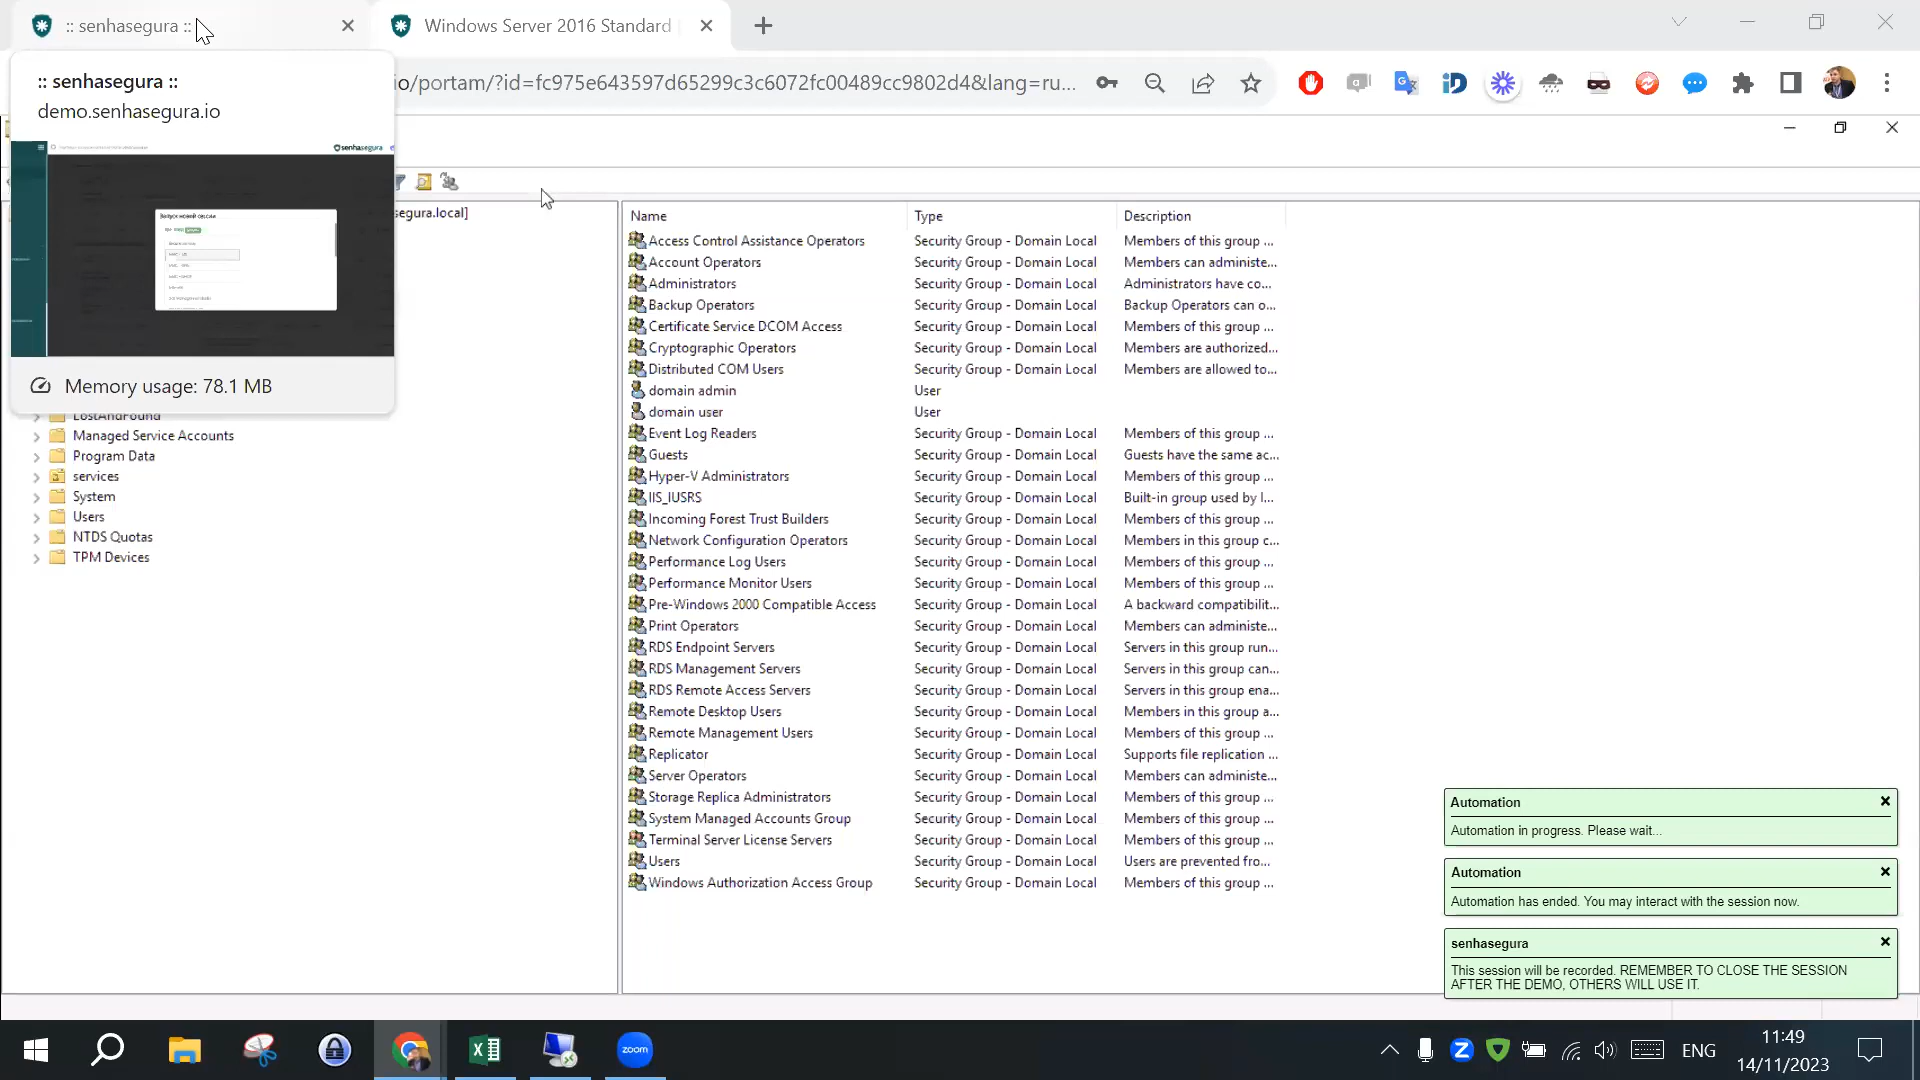 :: senhasegura ::
Windows Server 2016 Standard
:: senhasegura ::
demo.senhasegura.io
io/portam/?id=fc975e643597d65299c3c6072fc00489cc9802d4&lang=ru...
senhasegura
Memory usage: 78.1 MB
segura.local]
LostAndFound
Managed Service Accounts
Program Data
services
System
Users
NTDS Quotas
TPM Devices
Name Type Description
Access Control Assistance Operators Security Group - Domain Local Members of this group ...
Account Operators Security Group - Domain Local Members can administe...
Administrators Security Group - Domain Local Administrators have co...
Backup Operators Security Group - Domain Local Backup Operators can o...
Certificate Service DCOM Access Security Group - Domain Local Members of this group ...
Cryptographic Operators Security Group - Domain Local Members are authorized...
Distributed COM Users Security Group - Domain Local Members are allowed to...
domain admin User
domain user User
Event Log Readers Security Group - Domain Local Members of this group ...
Guests Security Group - Domain Local Guests have the same ac...
Hyper-V Administrators Security Group - Domain Local Members of this group ...
IIS_IUSRS Security Group - Domain Local Built-in group used by I...
Incoming Forest Trust Builders Security Group - Domain Local Members of this group ...
Network Configuration Operators Security Group - Domain Local Members in this group c...
Performance Log Users Security Group - Domain Local Members of this group ...
Performance Monitor Users Security Group - Domain Local Members of this group ...
Pre-Windows 2000 Compatible Access Security Group - Domain Local A backward compatibilit...
Print Operators Security Group - Domain Local Members can administe...
RDS Endpoint Servers Security Group - Domain Local Servers in this group run...
RDS Management Servers Security Group - Domain Local Servers in this group can...
RDS Remote Access Servers Security Group - Domain Local Servers in this group ena...
Remote Desktop Users Security Group - Domain Local Members in this group a...
Remote Management Users Security Group - Domain Local Members of this group ...
Replicator Security Group - Domain Local Supports file replication ...
Server Operators Security Group - Domain Local Members can administe...
Storage Replica Administrators Security Group - Domain Local Members of this group ...
System Managed Accounts Group Security Group - Domain Local Members of this group ...
Terminal Server License Servers Security Group - Domain Local Members of this group ...
Users Security Group - Domain Local Users are prevented fro...
Windows Authorization Access Group Security Group - Domain Local Members of this group ...
Automation
Automation in progress. Please wait...
Automation
Automation has ended. You may interact with the session now.
senhasegura
This session will be recorded. REMEMBER TO CLOSE THE SESSION
AFTER THE DEMO, OTHERS WILL USE IT.
zoom
ENG
11:49
14/11/2023